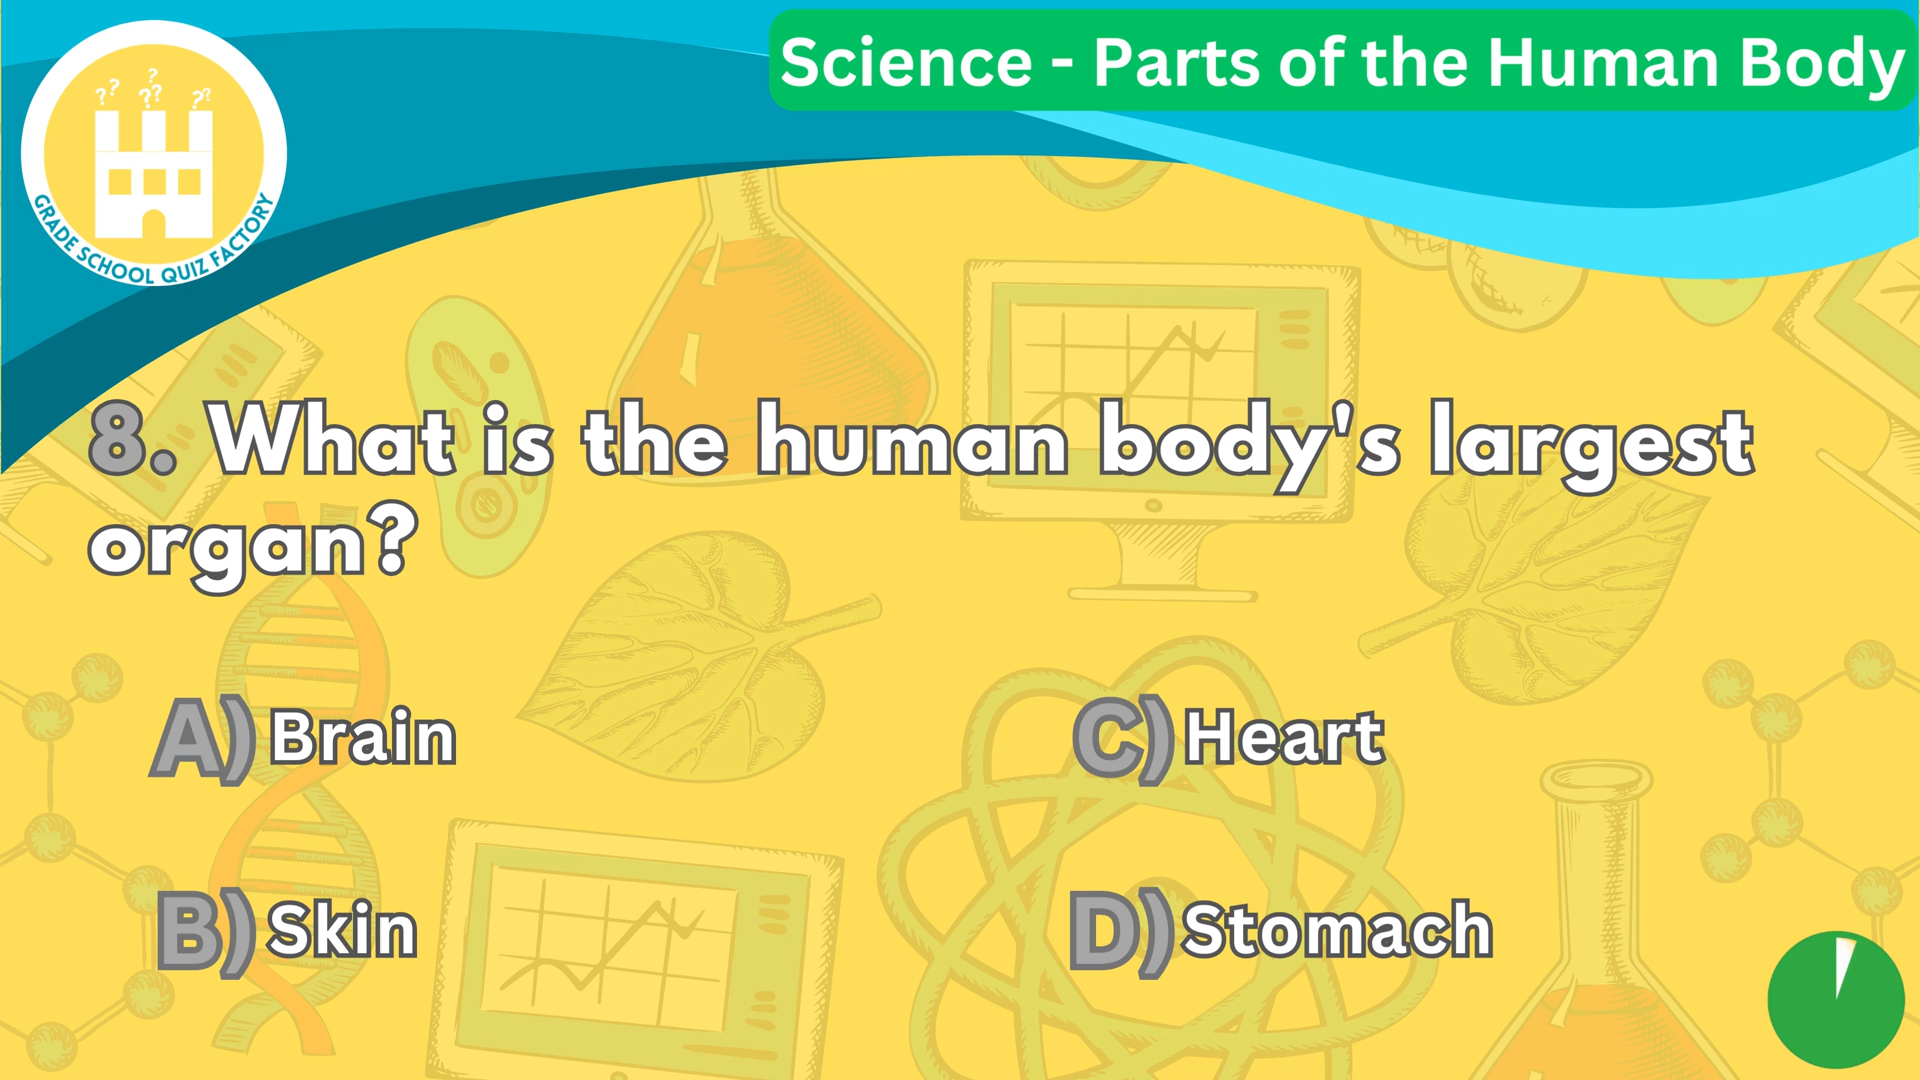 Science - Parts of the Human Body
? ? ? ? ? ? ?
GRADE SCHOOL QUIZ FACTORY
8. What is the human body's largest
organ?
A) Brain
C) Heart
B) Skin
D) Stomach